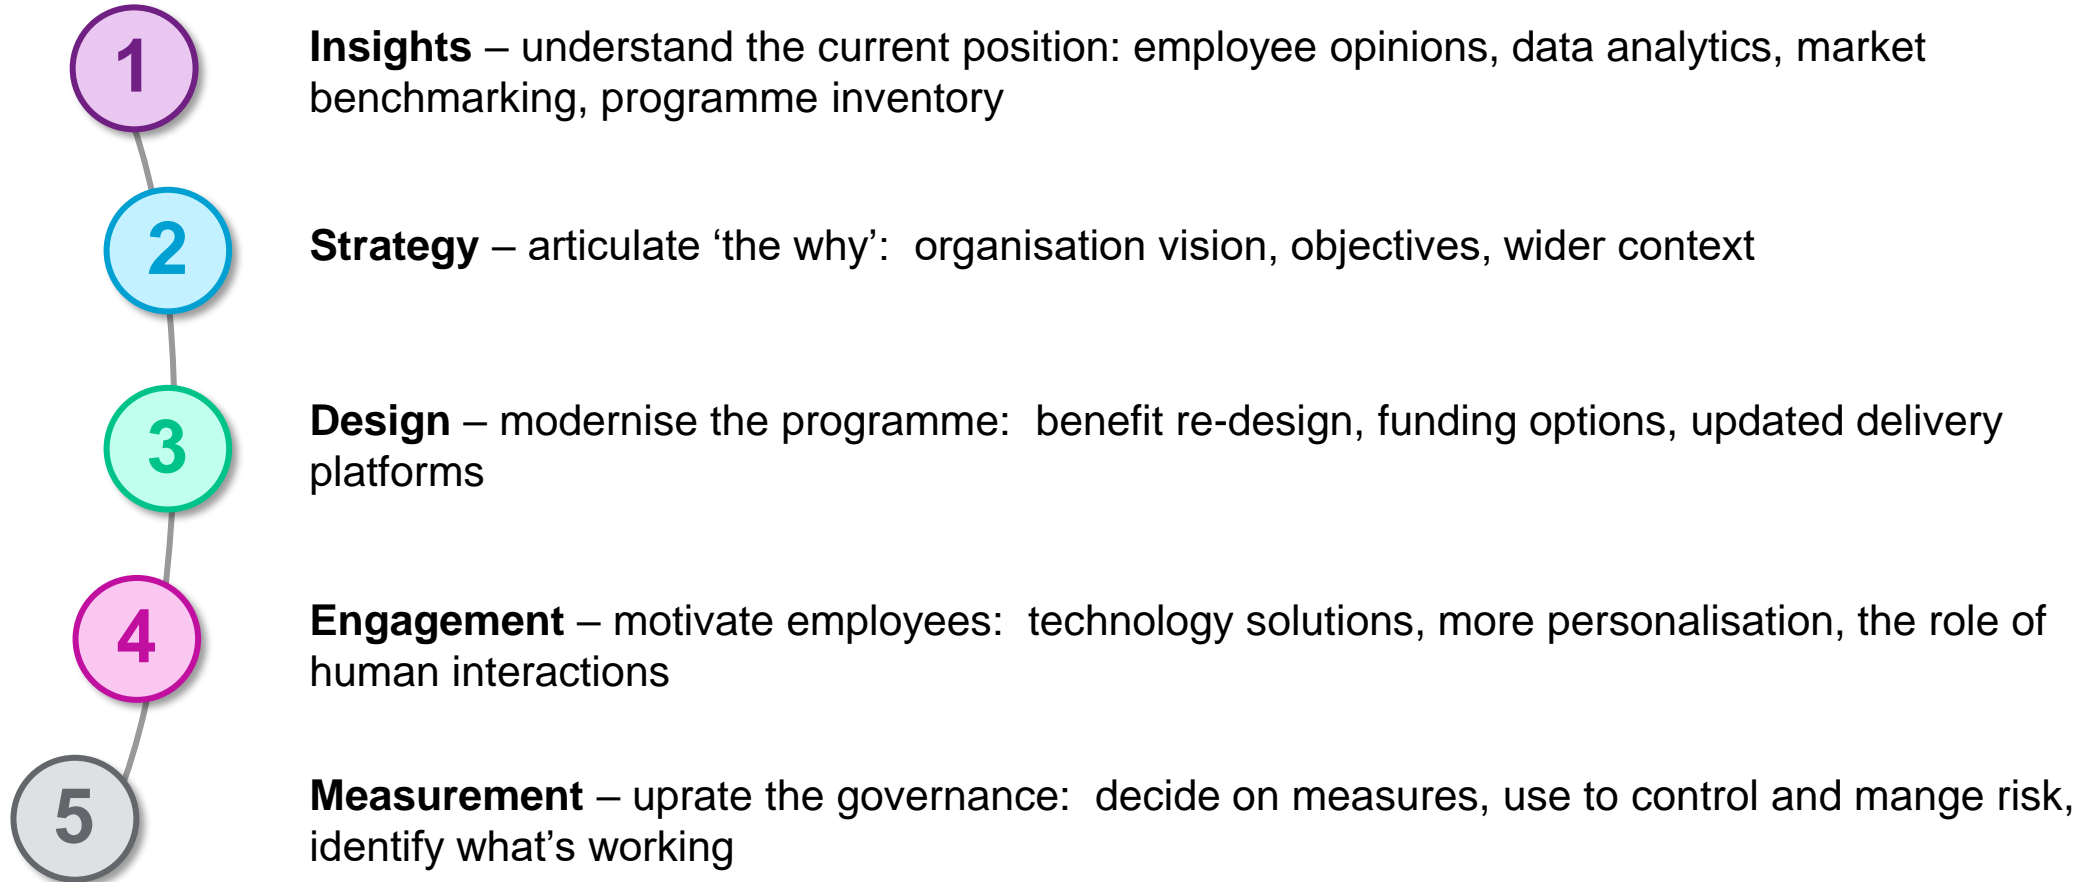 1
Insights – understand the current position: employee opinions, data analytics, market
benchmarking, programme inventory
2
Strategy – articulate ‘the why’:  organisation vision, objectives, wider context
3
Design – modernise the programme:  benefit re-design, funding options, updated delivery
platforms
4
Engagement – motivate employees:  technology solutions, more personalisation, the role of
human interactions
5
Measurement – uprate the governance:  decide on measures, use to control and mange risk,
identify what’s working